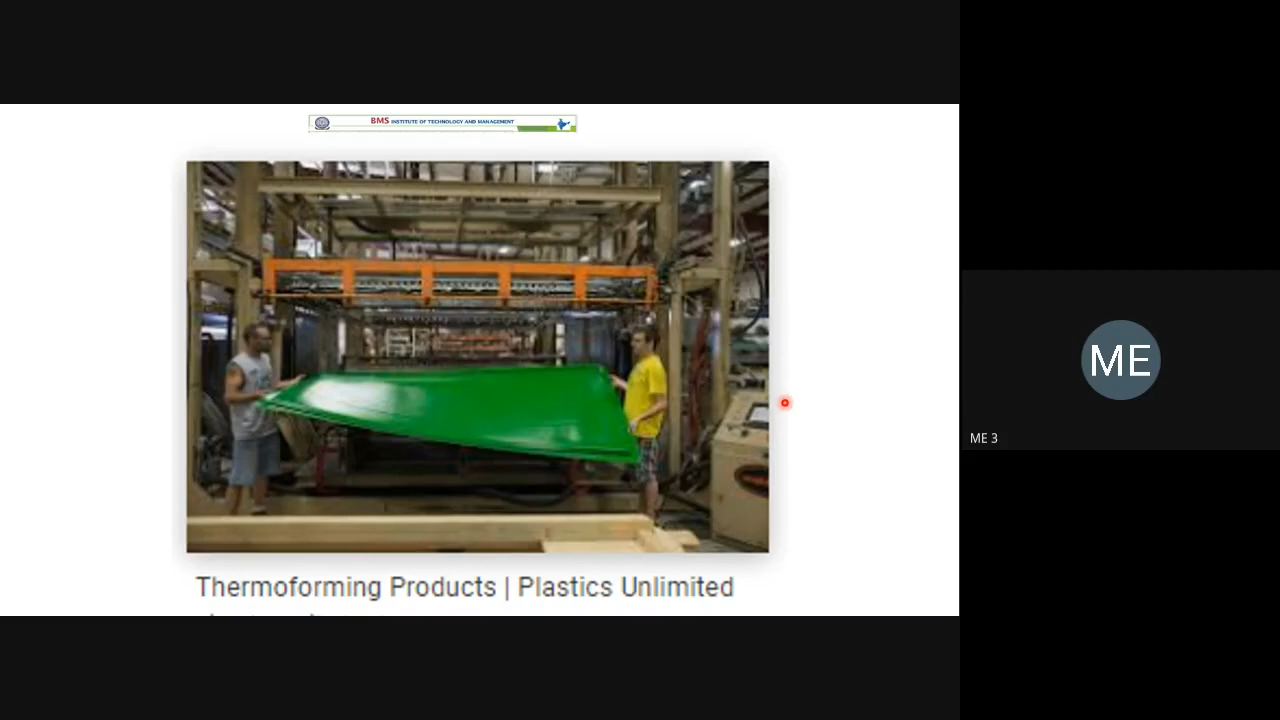 BMS INSTITUTE OF TECHNOLOGY AND MANAGEMENT
Thermoforming Products | Plastics Unlimited
ME
ME 3